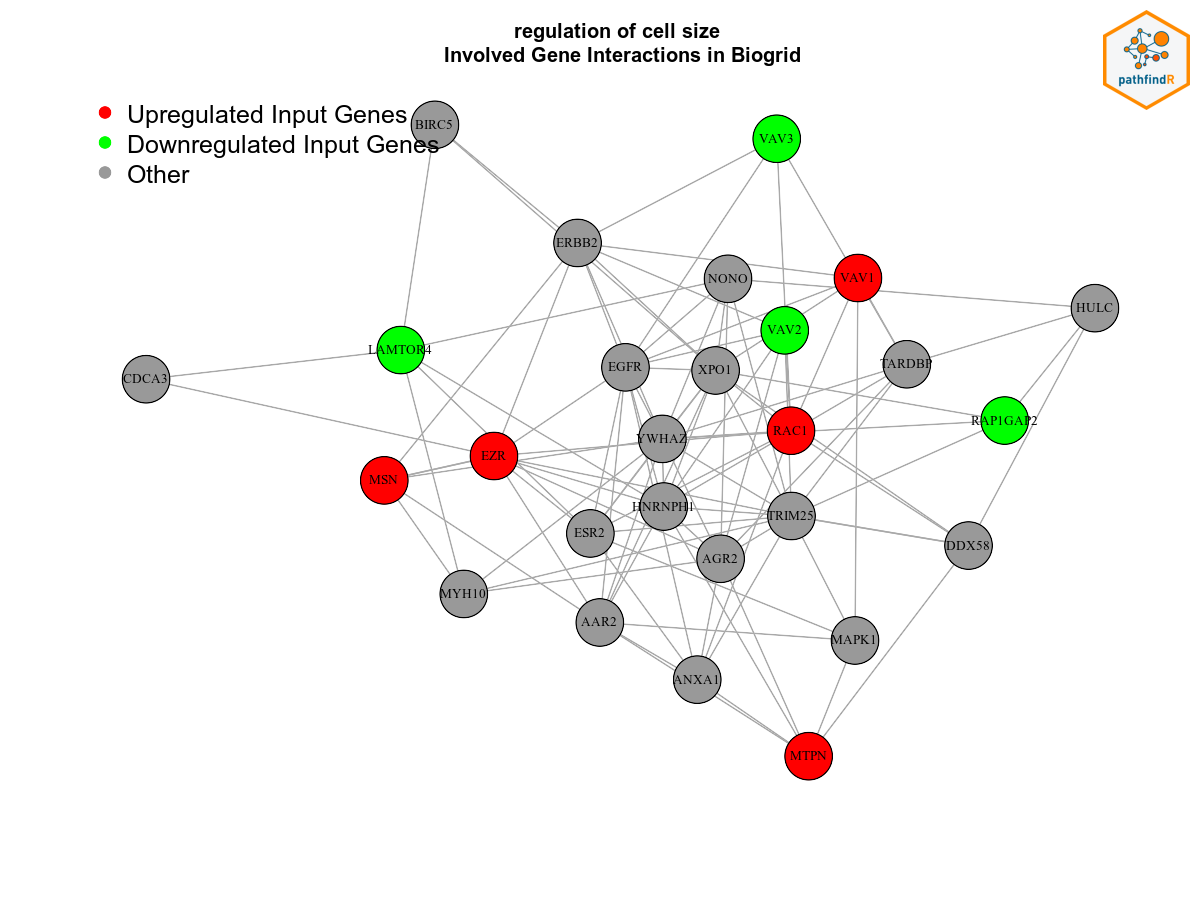 regulation of cell size
Involved Gene Interactions in Biogrid
pathfindR
Upregulated Input Genes
Downregulated Input Genes
Other
BIRC5
VAV3
ERBB2
NONO
VAV1
HULC
VAV2
LAMTOR4
CDCA3
EGFR
XPO1
TARDBP
RAP1GAP2
YWHAZ
RAC1
EZR
MSN
HNRNPH1
TRIM25
ESR2
DDX58
AGR2
MYH10
AAR2
MAPK1
ANXA1
MTPN